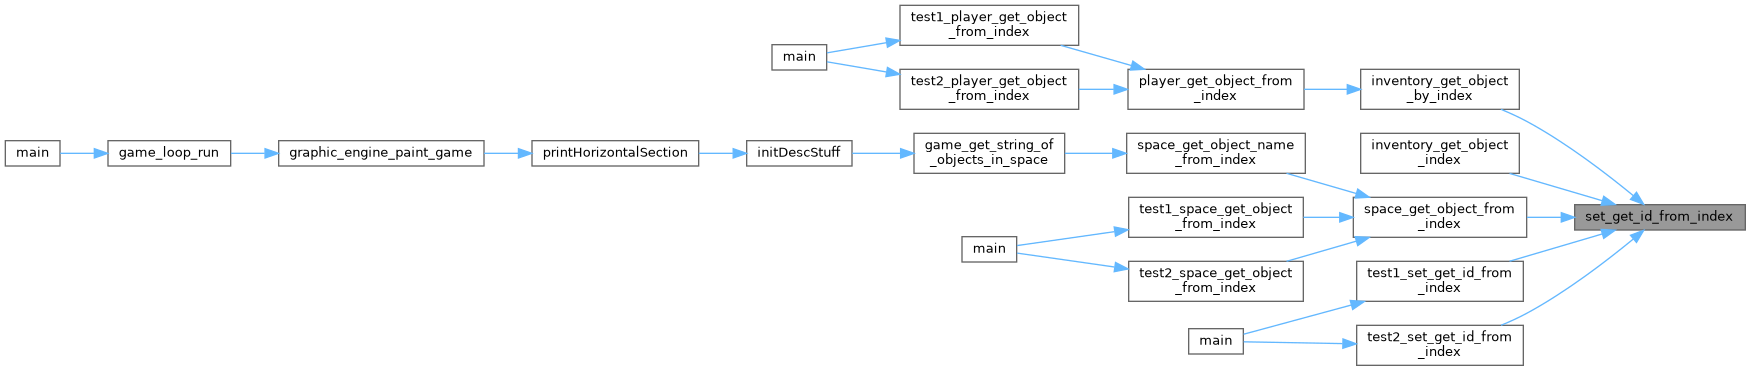 test1_player_get_object
_from_index
main
test2_player_get_object
_from_index
player_get_object_from
_index
inventory_get_object
_by_index
main
game_loop_run
graphic_engine_paint_game
printHorizontalSection
initDescStuff
game_get_string_of
_objects_in_space
space_get_object_name
_from_index
inventory_get_object
_index
test1_space_get_object
_from_index
space_get_object_from
_index
set_get_id_from_index
main
test2_space_get_object
_from_index
test1_set_get_id_from
_index
main
test2_set_get_id_from
_index